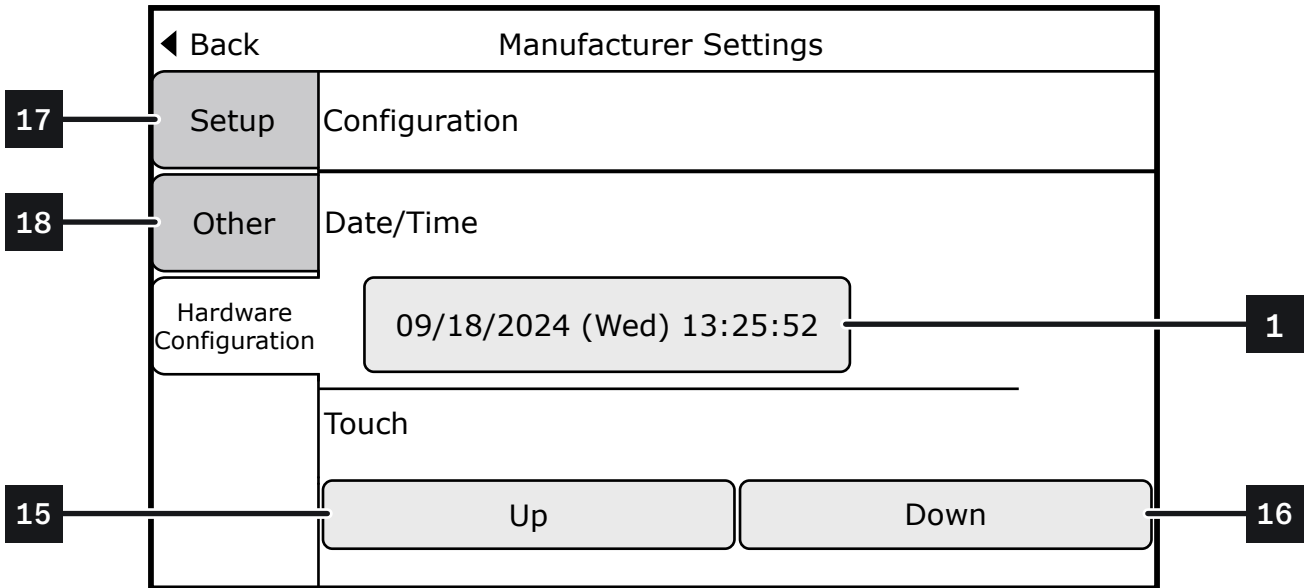 ◀ Back Manufacturer Settings
17 Setup Configuration
18 Other Date/Time
Hardware
Configuration
09/18/2024 (Wed) 13:25:52 1
Touch
15 Up Down 16